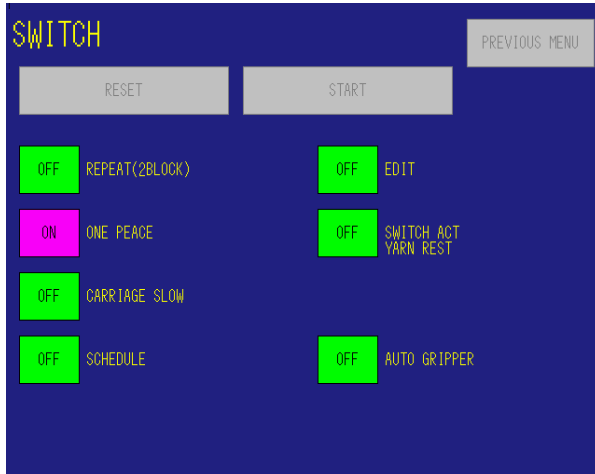 SWITCH
PREVIOUS MENU
RESET
START
OFF REPEAT(2BLOCK)
OFF EDIT
ON ONE PEACE
OFF SWITCH ACT
YARN REST
OFF CARRIAGE SLOW
OFF SCHEDULE
OFF AUTO GRIPPER